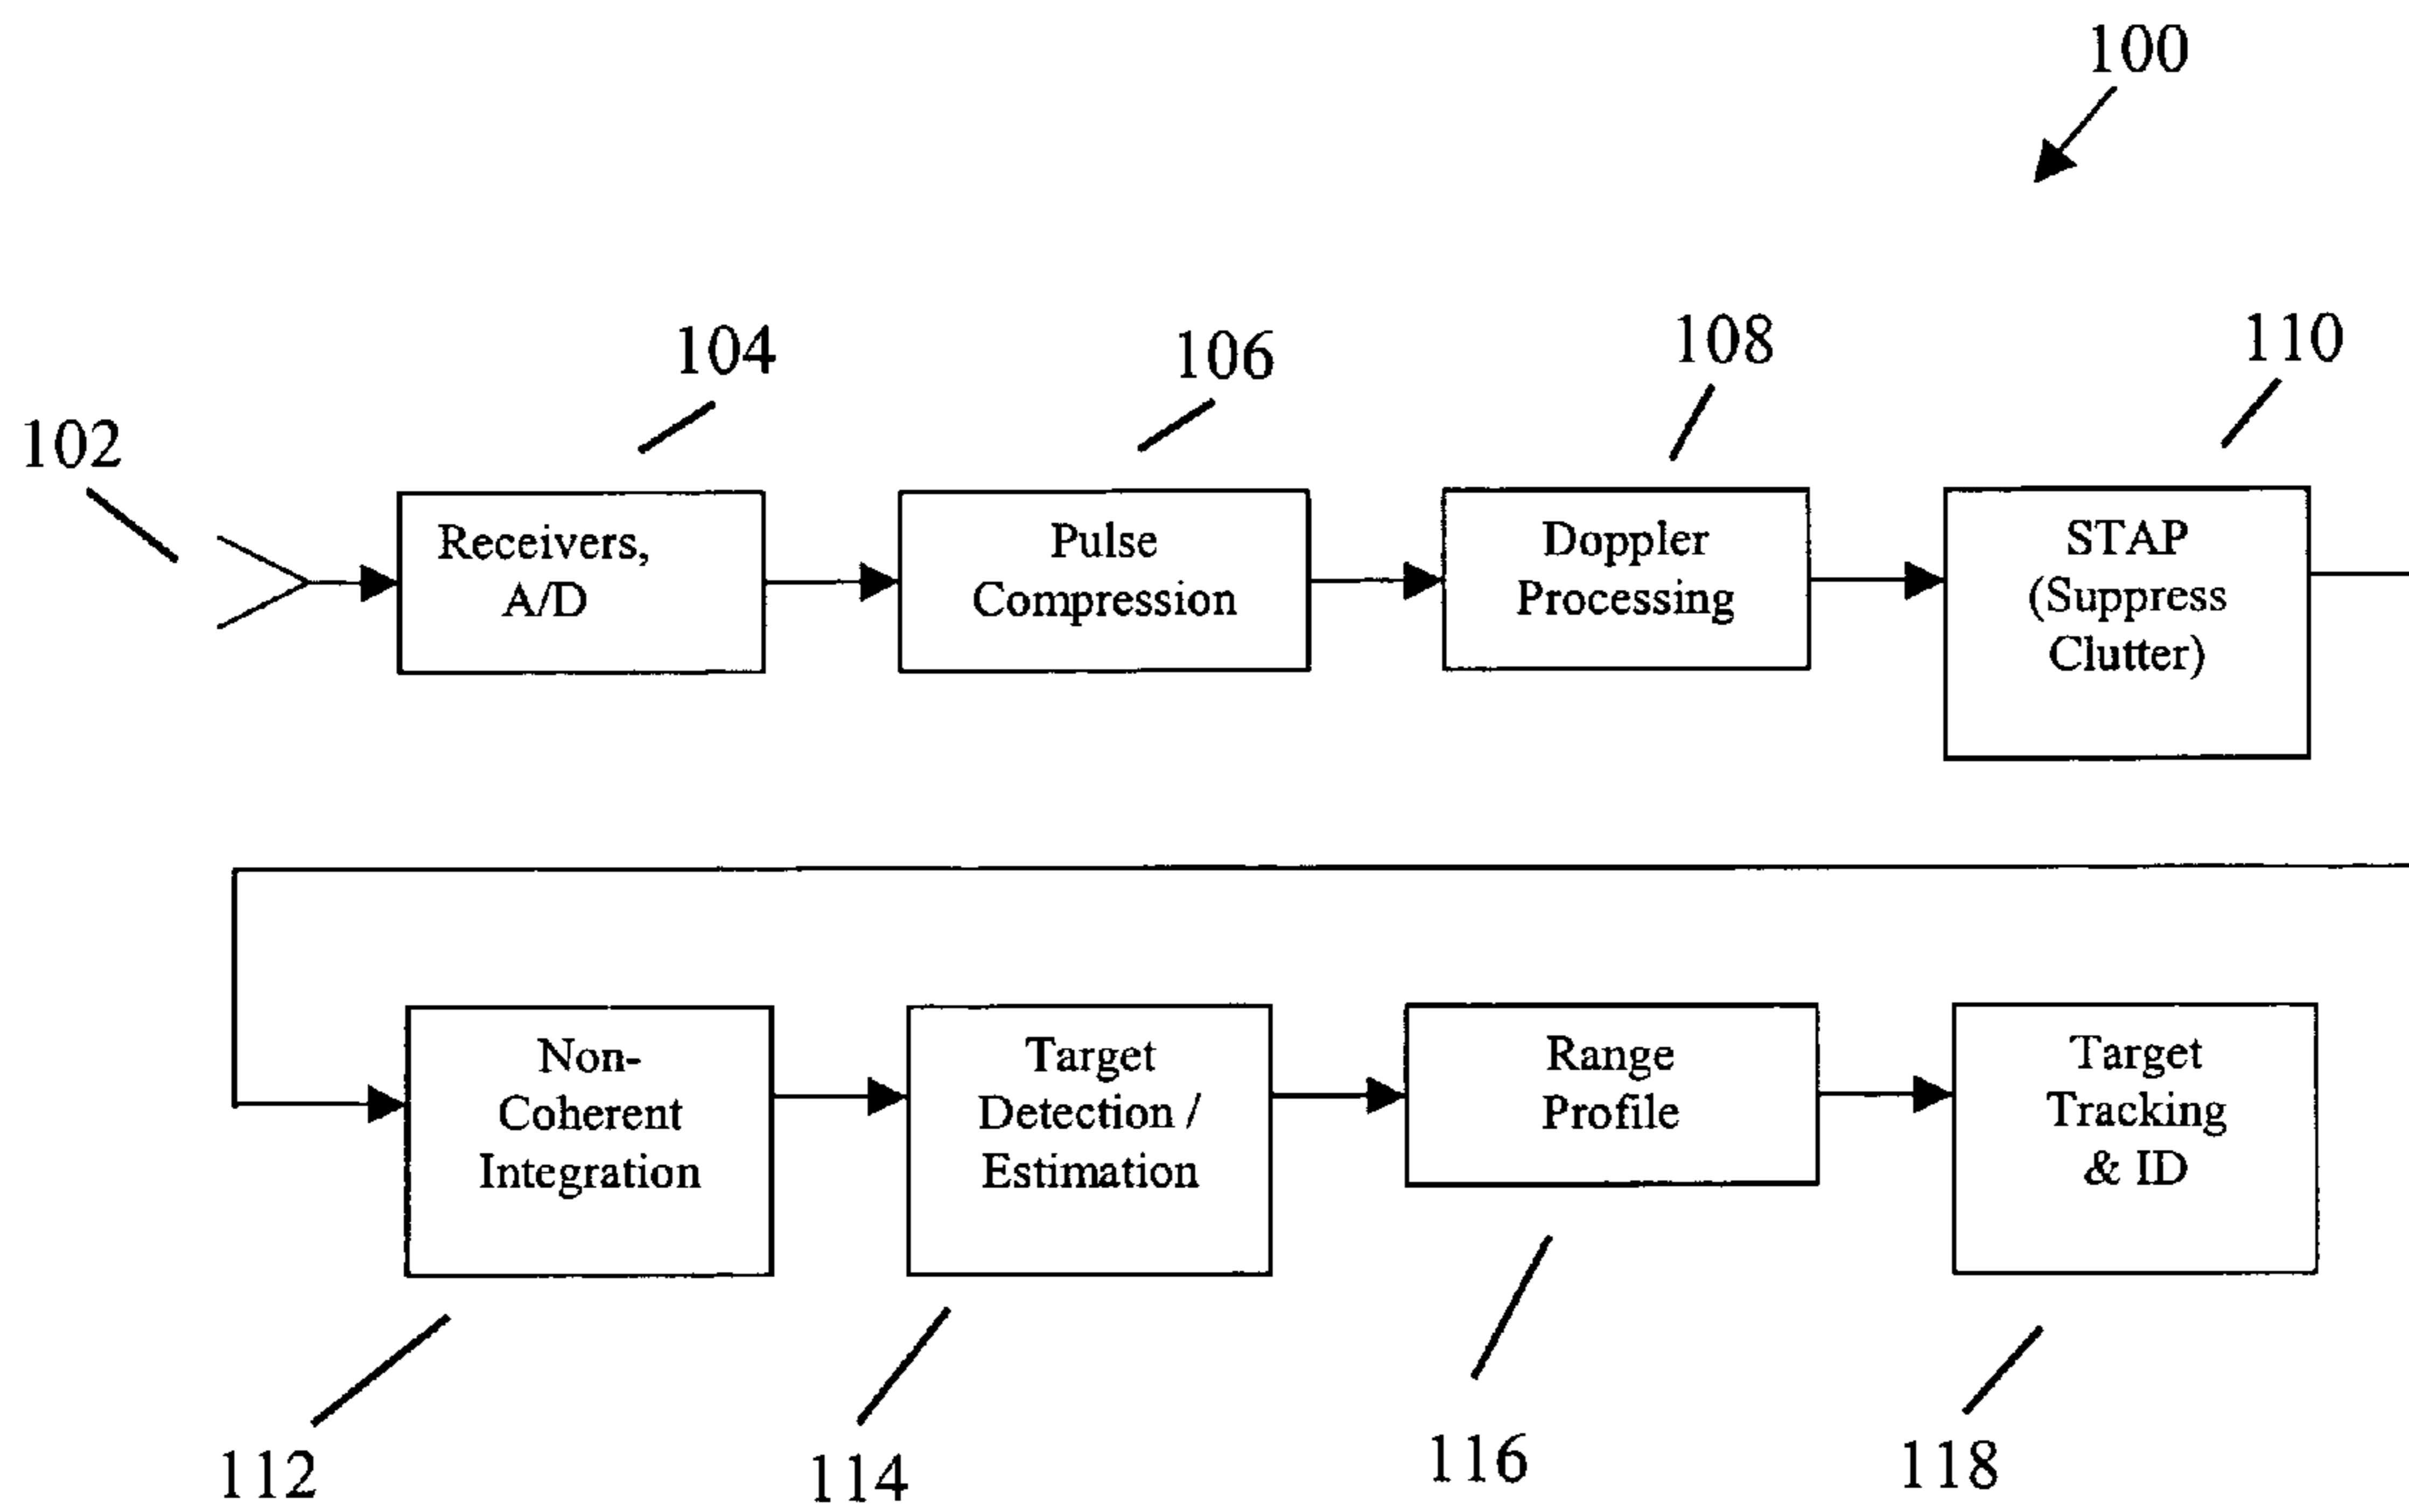 100
104
106
108
110
102
Receivers,
A/D
Pulse
Compression
Doppler
Processing
STAP
(Suppress
Clutter)
Non-
Coherent
Integration
Target
Detection /
Estimation
Range
Profile
Target
Tracking
& ID
112
114
116
118